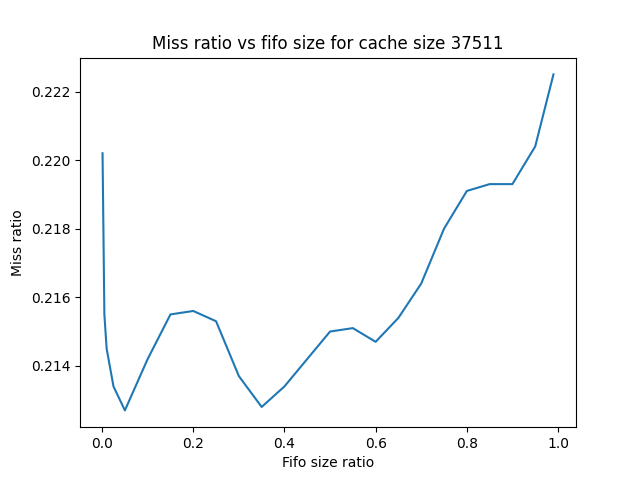 Miss ratio vs fifo size for cache size 37511
0.222
0.220
0.218
0.216
0.214
Miss ratio
0.0 0.2 0.4 0.6 0.8 1.0
Fifo size ratio